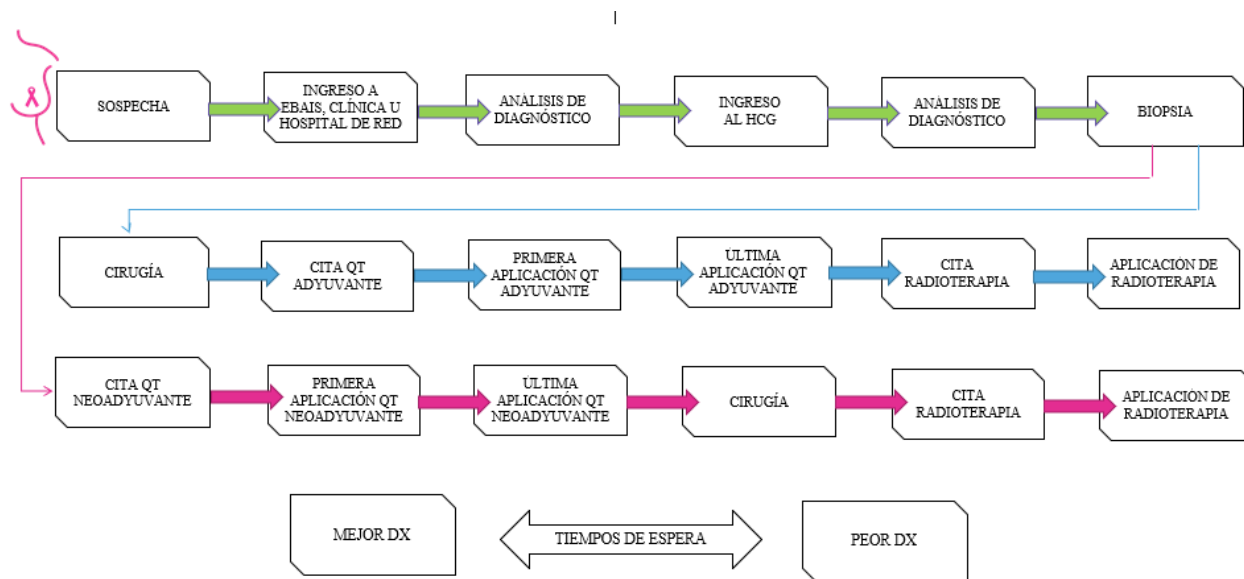 SOSPECHA
INGRESO A
EBAIS, CLÍNICA U
HOSPITAL DE RED
ANÁLISIS DE
DIAGNÓSTICO
INGRESO
AL HCG
ANÁLISIS DE
DIAGNÓSTICO
BIOPSIA
CIRUGÍA
CITA QT
ADYUVANTE
PRIMERA
APLICACIÓN QT
ADYUVANTE
ÚLTIMA
APLICACIÓN QT
ADYUVANTE
CITA
RADIOTERAPIA
APLICACIÓN DE
RADIOTERAPIA
CITA QT
NEOADYUVANTE
PRIMERA
APLICACIÓN QT
NEOADYUVANTE
ÚLTIMA
APLICACIÓN QT
NEOADYUVANTE
CIRUGÍA
CITA
RADIOTERAPIA
APLICACIÓN DE
RADIOTERAPIA
MEJOR DX
TIEMPOS DE ESPERA
PEOR DX